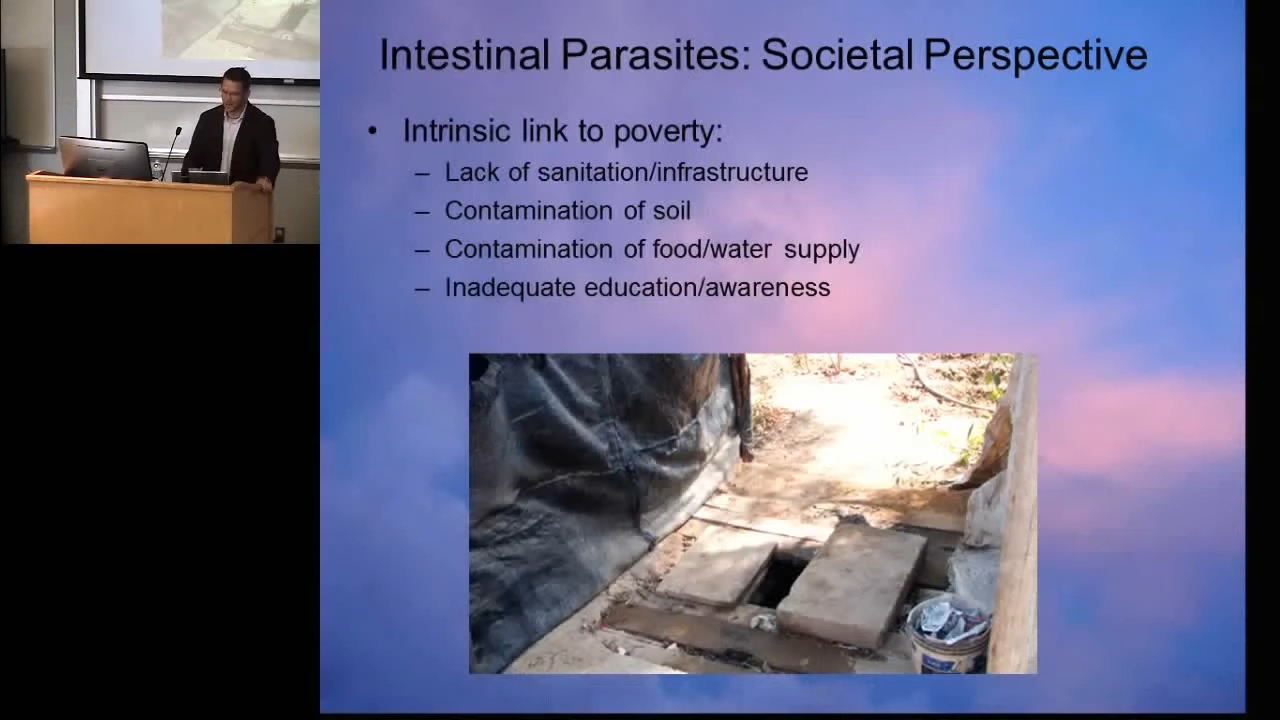 Intestinal Parasites: Societal Perspective
• Intrinsic link to poverty:
– Lack of sanitation/infrastructure
– Contamination of soil
– Contamination of food/water supply
– Inadequate education/awareness